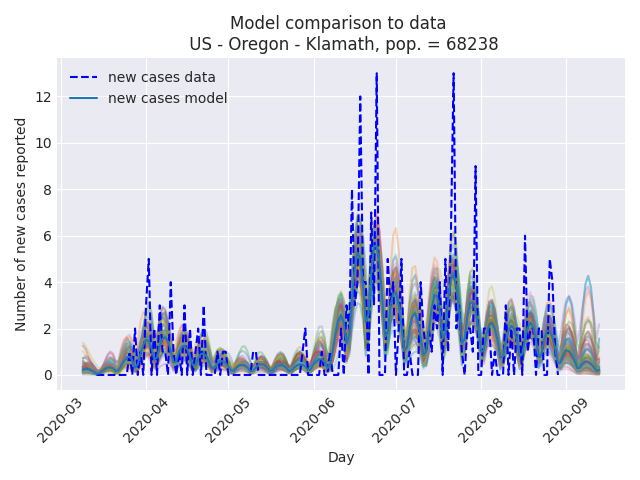 Model comparison to data
US - Oregon - Klamath, pop. = 68238
new cases data
new cases model
Number of new cases reported
12
10
8
6
4
2
0
2020-03
2020-04
2020-05
2020-06
2020-07
2020-08
2020-09
Day